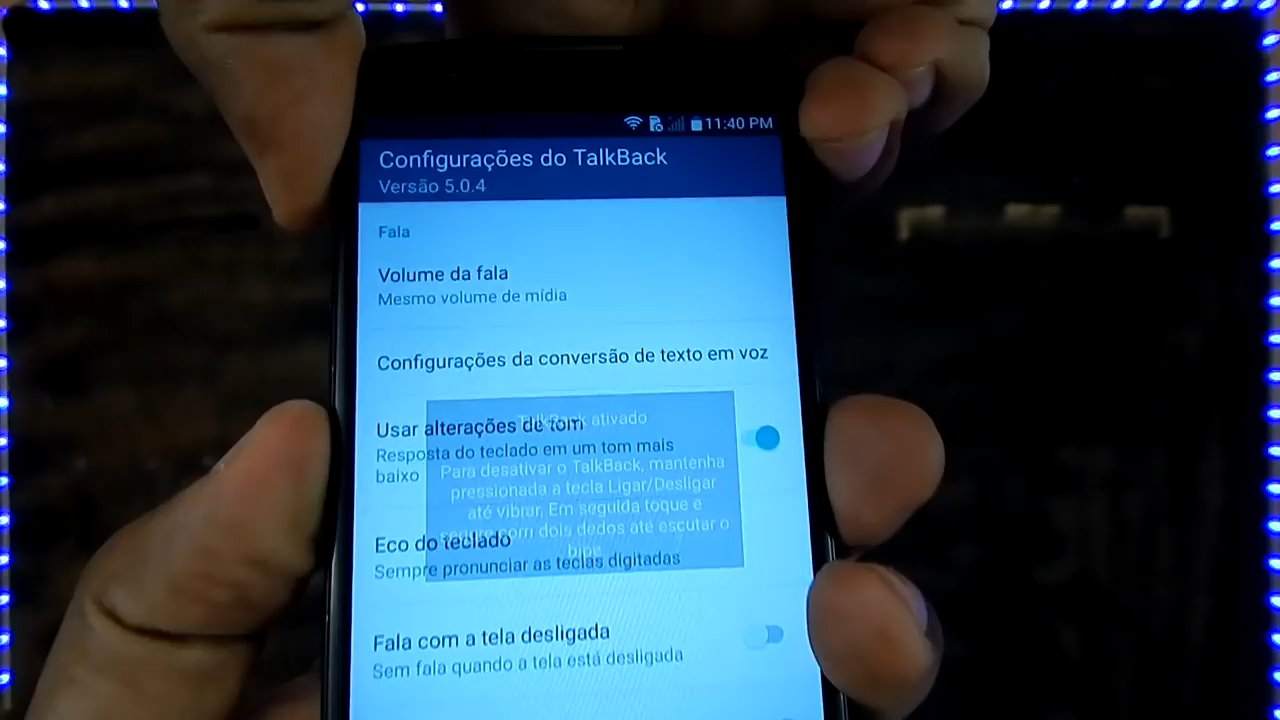 11:40 PM
Configurações do TalkBack
Versão 5.0.4
Fala
Volume da fala
Mesmo volume de mídia
Configurações da conversão de texto em voz
Usar alterações de tom
Resposta do teclado em um tom mais
baixo
TalkBack ativado
Para desativar o TalkBack, mantenha
pressionada a tecla Ligar/Desligar
até vibrar. Em seguida toque e
segure com dois dedos até escutar o
bipe.
Eco do teclado
Sempre pronunciar as teclas digitadas
Fala com a tela desligada
Sem fala quando a tela está desligada